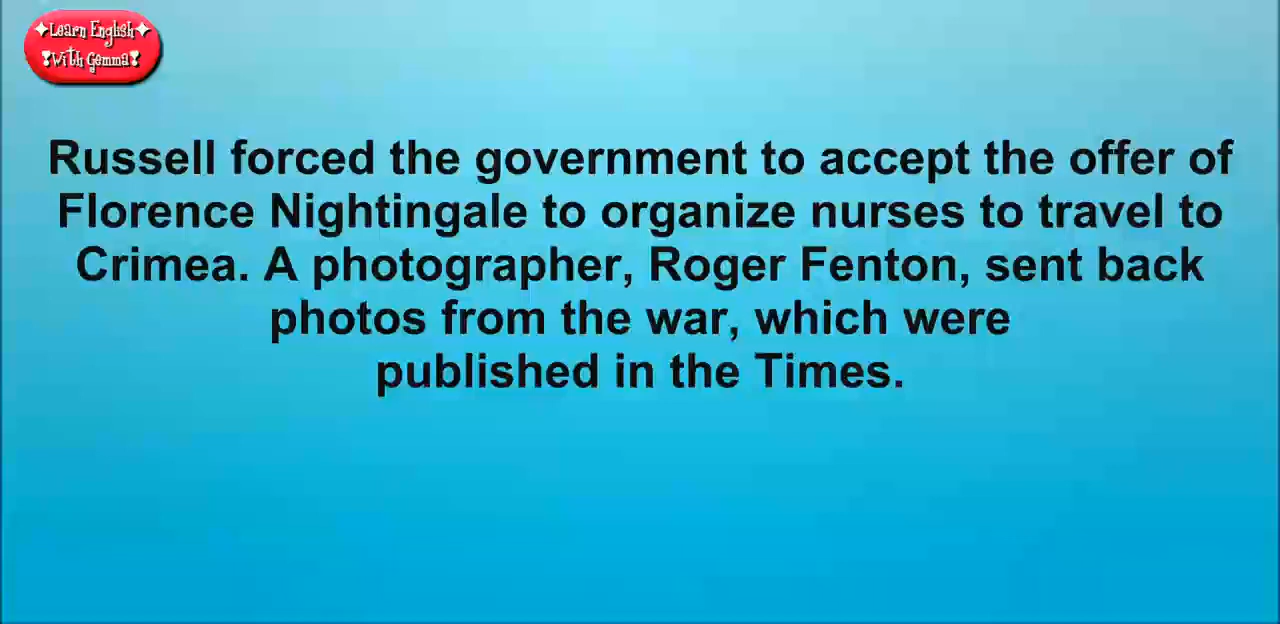 ✦Learn English✦
❣With Gemma❣
Russell forced the government to accept the offer of
Florence Nightingale to organize nurses to travel to
Crimea. A photographer, Roger Fenton, sent back
photos from the war, which were
published in the Times.